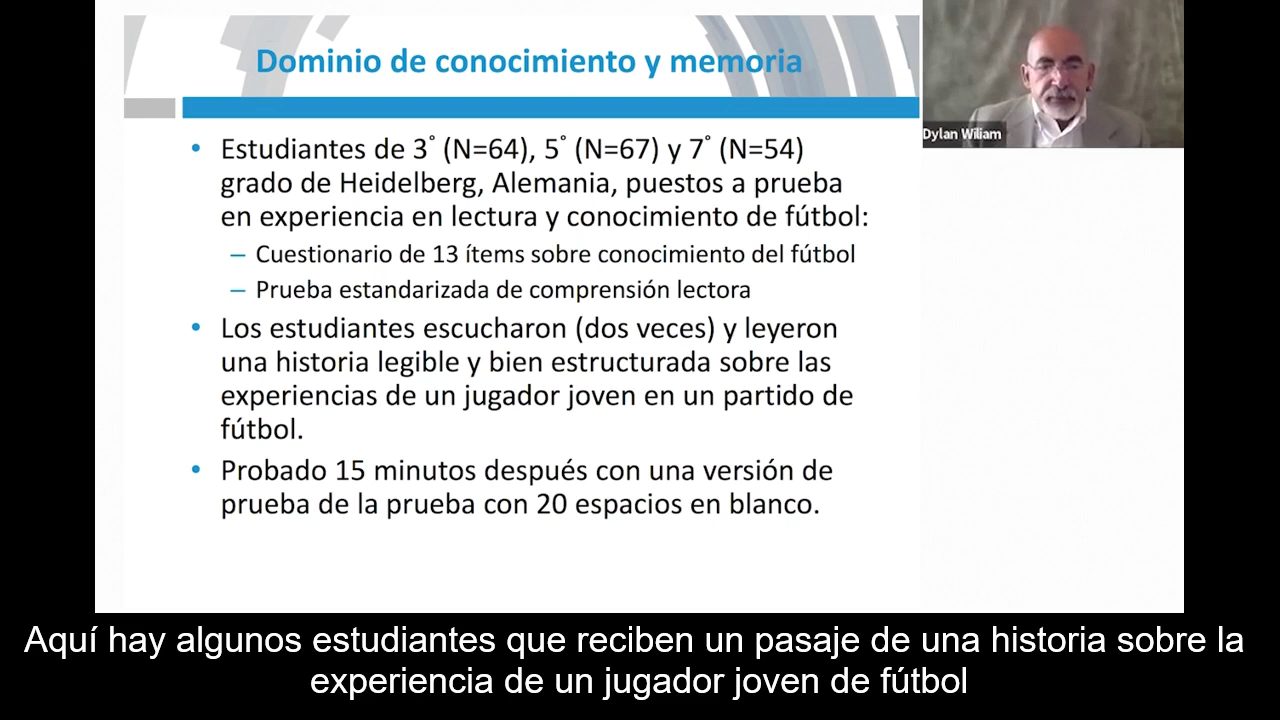 Dominio de conocimiento y memoria
Dylan Wiliam
• Estudiantes de 3° (N=64), 5° (N=67) y 7° (N=54)
grado de Heidelberg, Alemania, puestos a prueba
en experiencia en lectura y conocimiento de fútbol:
– Cuestionario de 13 ítems sobre conocimiento del fútbol
– Prueba estandarizada de comprensión lectora
• Los estudiantes escucharon (dos veces) y leyeron
una historia legible y bien estructurada sobre las
experiencias de un jugador joven en un partido de
fútbol.
• Probado 15 minutos después con una versión de
prueba de la prueba con 20 espacios en blanco.
Aquí hay algunos estudiantes que reciben un pasaje de una historia sobre la
experiencia de un jugador joven de fútbol